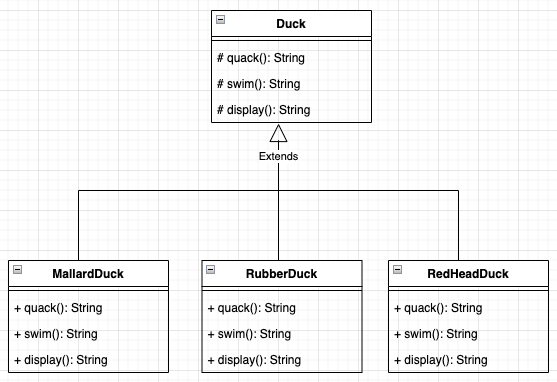 Duck
# quack(): String
# swim(): String
# display(): String
Extends
MallardDuck
+ quack(): String
+ swim(): String
+ display(): String
RubberDuck
+ quack(): String
+ swim(): String
+ display(): String
RedHeadDuck
+ quack(): String
+ swim(): String
+ display(): String